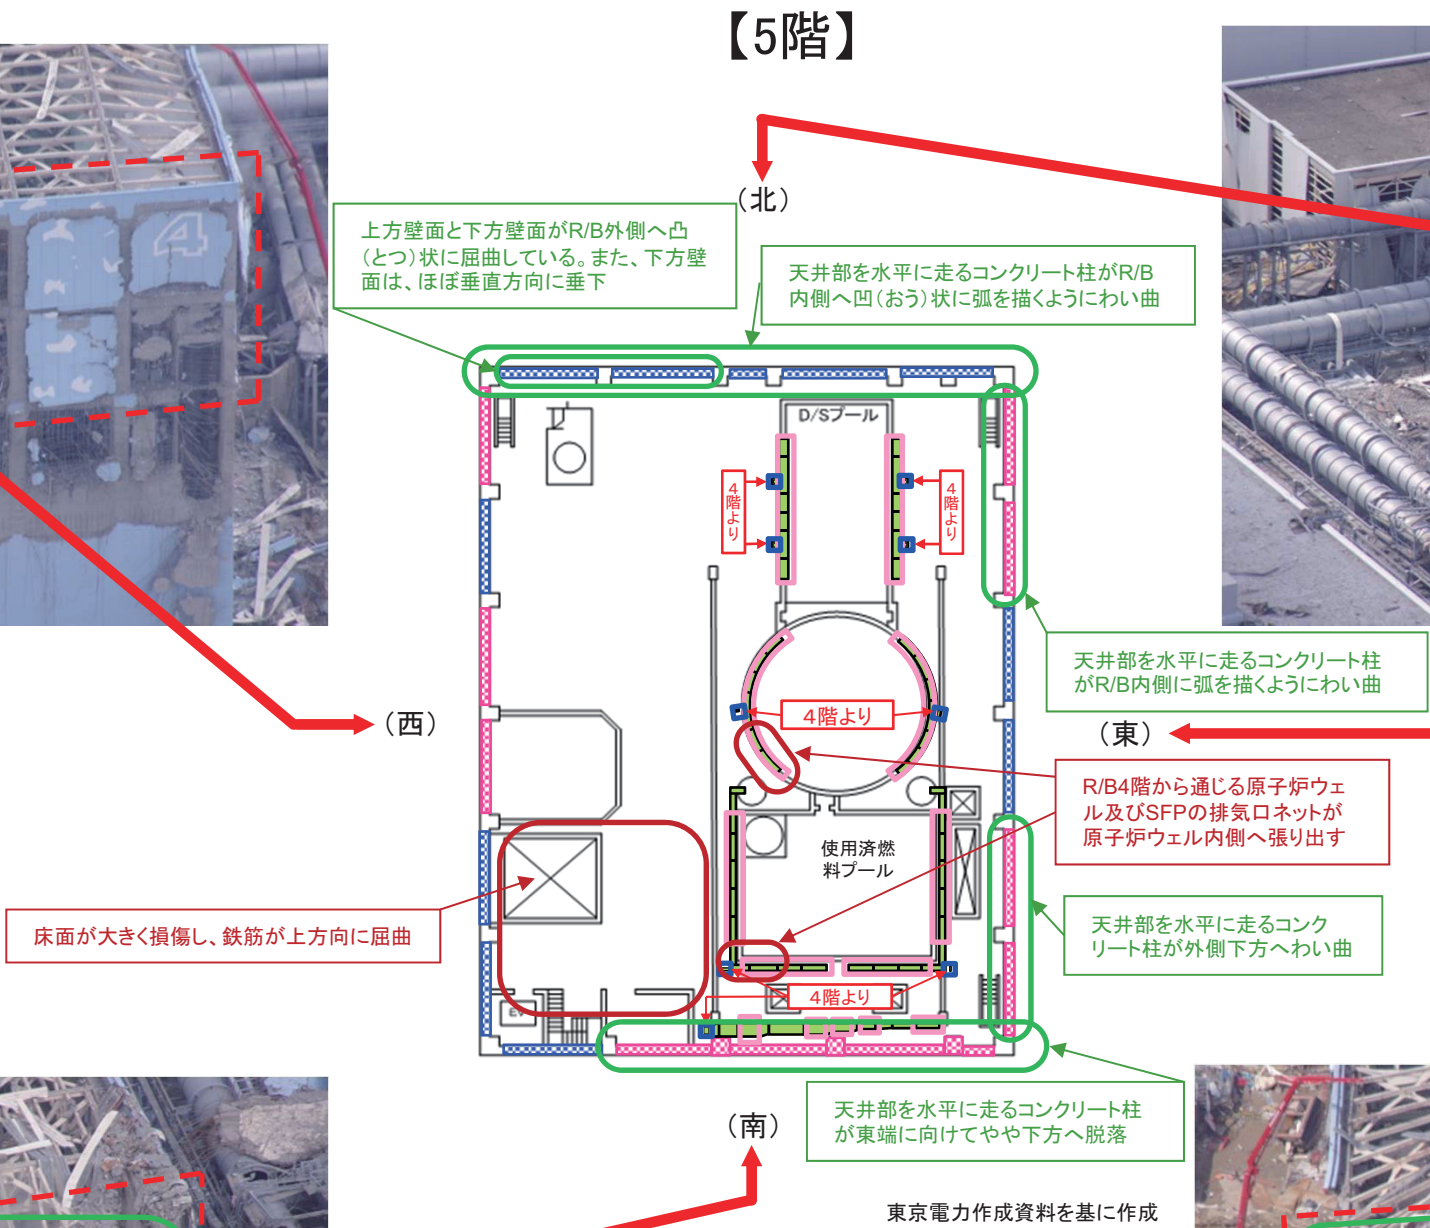 【5階】
4
(北)
上方壁面と下方壁面がR/B外側へ凸
(とつ)状に屈曲している。また、下方壁
面は、ほぼ垂直方向に垂下
天井部を水平に走るコンクリート柱がR/B
内側へ凹(おう)状に弧を描くようにわい曲
D/Sプール
4階より
4階より
天井部を水平に走るコンクリート柱
がR/B内側に弧を描くようにわい曲
(西)
4階より
(東)
R/B4階から通じる原子炉ウェ
ル及びSFPの排気口ネットが
原子炉ウェル内側へ張り出す
使用済燃
料プール
床面が大きく損傷し、鉄筋が上方向に屈曲
天井部を水平に走るコンク
リート柱が外側下方へわい曲
4階より
EV
天井部を水平に走るコンクリート柱
が東端に向けてやや下方へ脱落
(南)
東京電力作成資料を基に作成